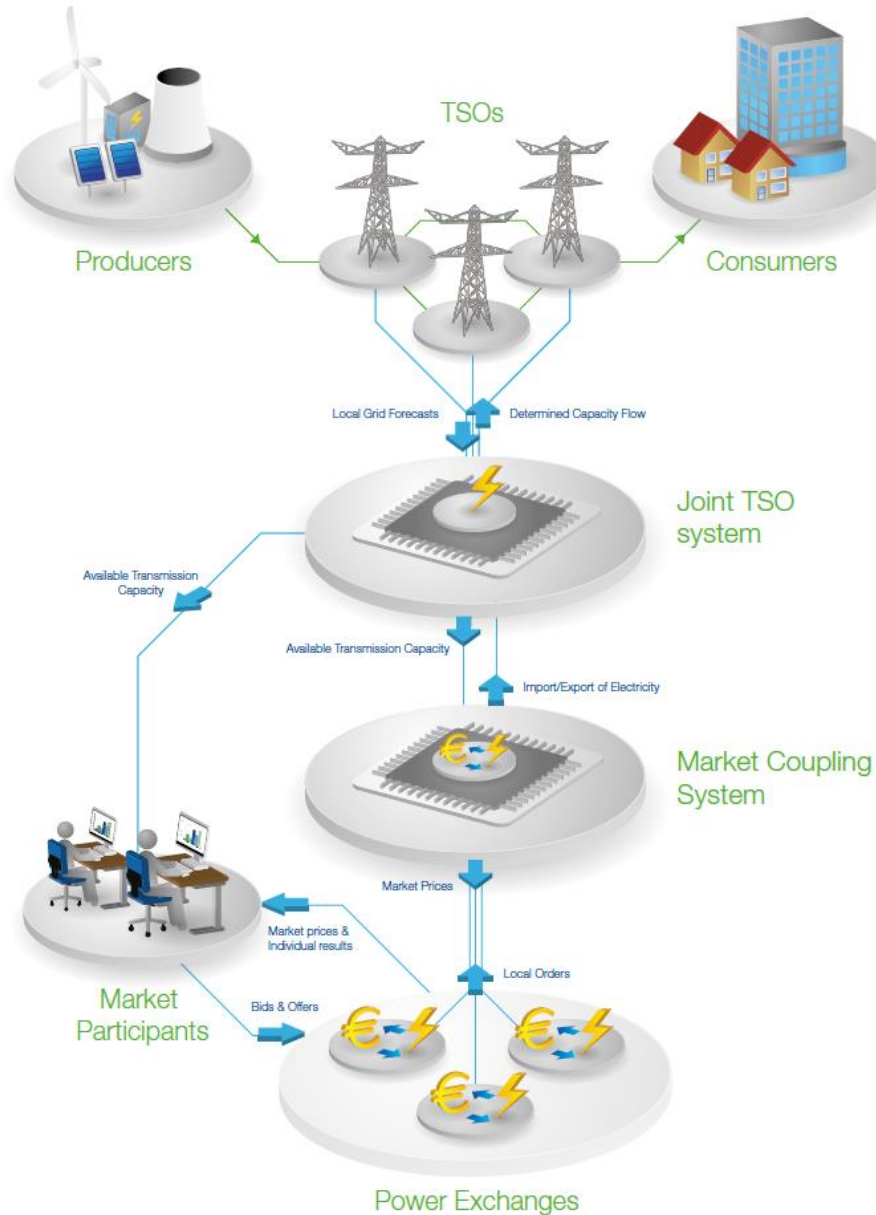 TSOs
Producers
Consumers
Local Grid Forecasts
Determined Capacity Flow
Joint TSO
system
Available Transmission
Capacity
Available Transmission Capacity
Import/Export of Electricity
Market Coupling
System
Market Prices
Market prices &
Individual results
Local Orders
Market
Participants
Bids & Offers
Power Exchanges